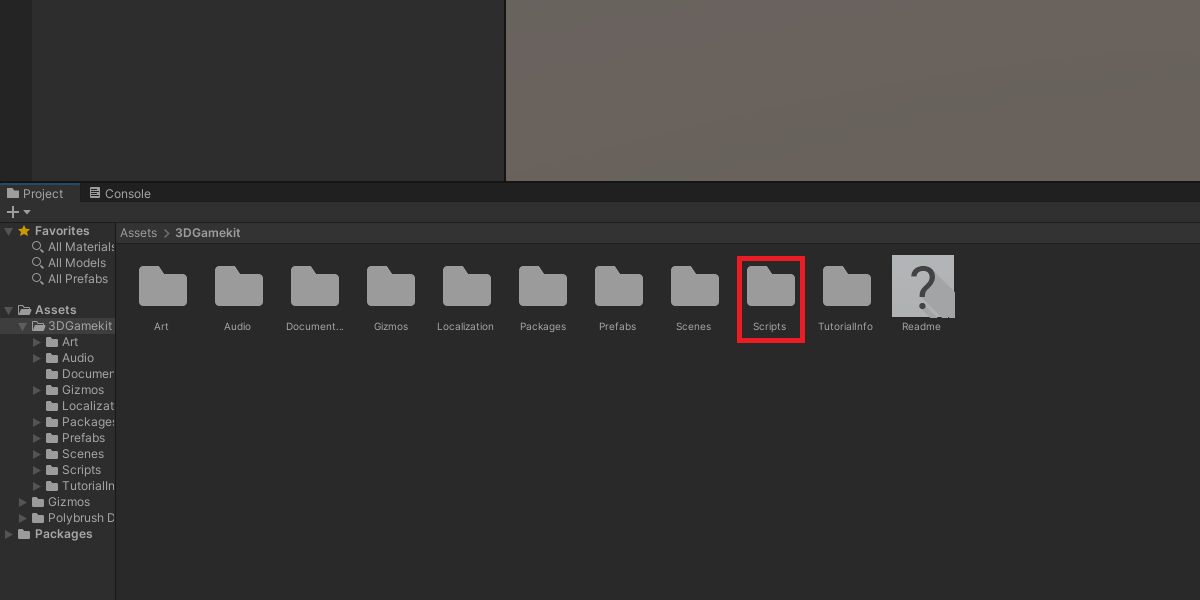 Project
Console
Favorites
All Materials
All Models
All Prefabs
Assets
3DGamekit
Art
Audio
Documen
Gizmos
Localizat
Packages
Prefabs
Scenes
Scripts
TutorialIn
Gizmos
Polybrush D
Packages
Assets > 3DGamekit
Art
Audio
Document...
Gizmos
Localization
Packages
Prefabs
Scenes
Scripts
TutorialInfo
?
Readme